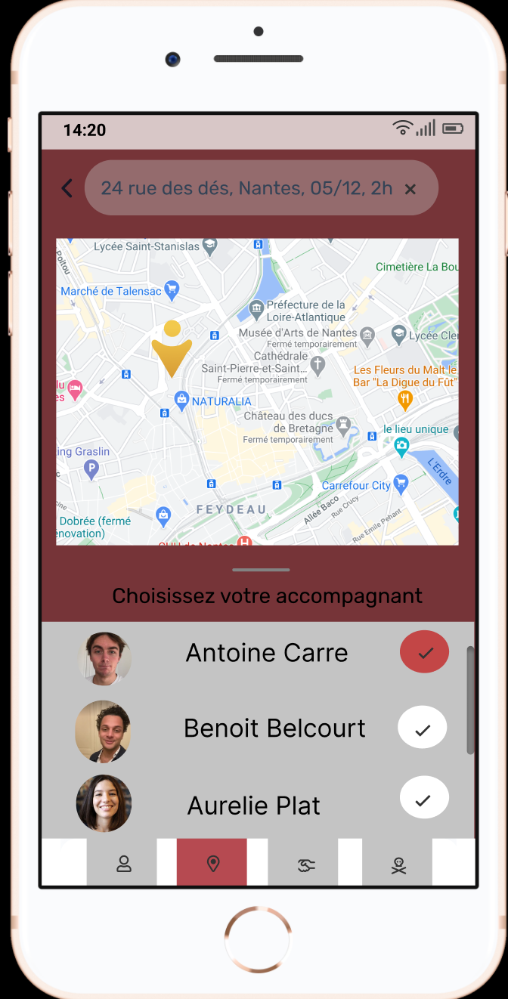 14:20
24 rue des dés, Nantes, 05/12, 2h
Lycée Saint-Stanislas
Poitou
Cimetière La Bou
Marché de Talensac
Préfecture de la
Loire-Atlantique
Musée d'Arts de Nantes
Fermé temporairement
Lycée Cle
Cathédrale
Saint-Pierre-et-Saint...
Fermé temporairement
Les Fleurs du Malt le
Bar "La Digue du Fût"
lu
es
NATURALIA
Château des ducs
de Bretagne
Fermé temporairement
le lieu unique
ing Graslin
P
L'Erdre
Carrefour City
FEYDEAU
Allée Baco
Rue Crucy
Rue Emile Pehant
Dobrée (fermé
énovation)
CHU de Nantes
H
Choisissez votre accompagnant
Antoine Carre
Benoit Belcourt
Aurelie Plat